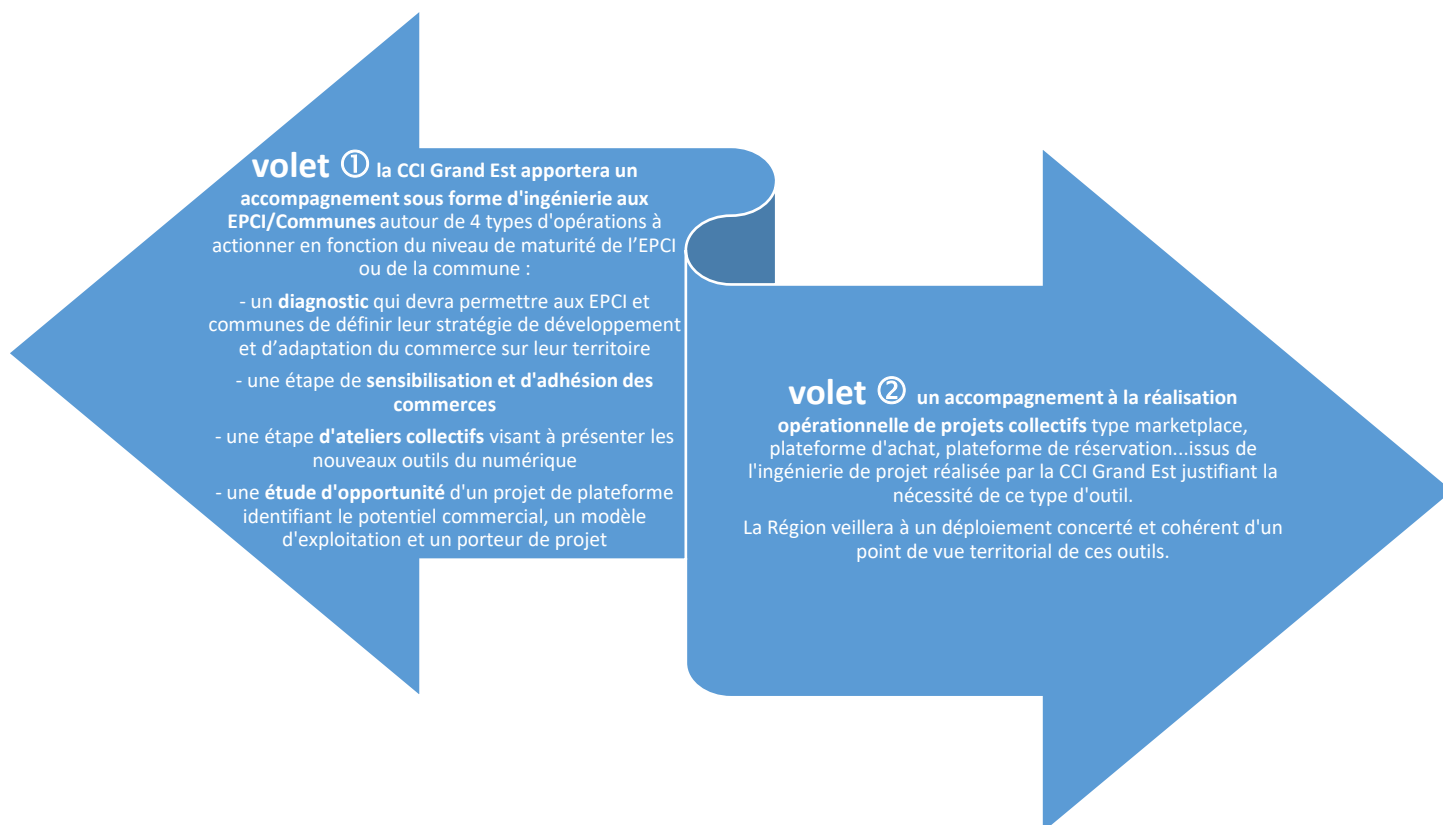 volet ① la CCI Grand Est apportera un
accompagnement sous forme d'ingénierie aux
EPCI/Communes autour de 4 types d'opérations à
actionner en fonction du niveau de maturité de l’EPCI
ou de la commune :
- un diagnostic qui devra permettre aux EPCI et
communes de définir leur stratégie de développement
et d’adaptation du commerce sur leur territoire
- une étape de sensibilisation et d'adhésion des
commerces
- une étape d'ateliers collectifs visant à présenter les
nouveaux outils du numérique
- une étude d'opportunité d'un projet de plateforme
identifiant le potentiel commercial, un modèle
d'exploitation et un porteur de projet
volet ② un accompagnement à la réalisation
opérationnelle de projets collectifs type marketplace,
plateforme d'achat, plateforme de réservation...issus de
l'ingénierie de projet réalisée par la CCI Grand Est justifiant la
nécessité de ce type d'outil.
La Région veillera à un déploiement concerté et cohérent d'un
point de vue territorial de ces outils.